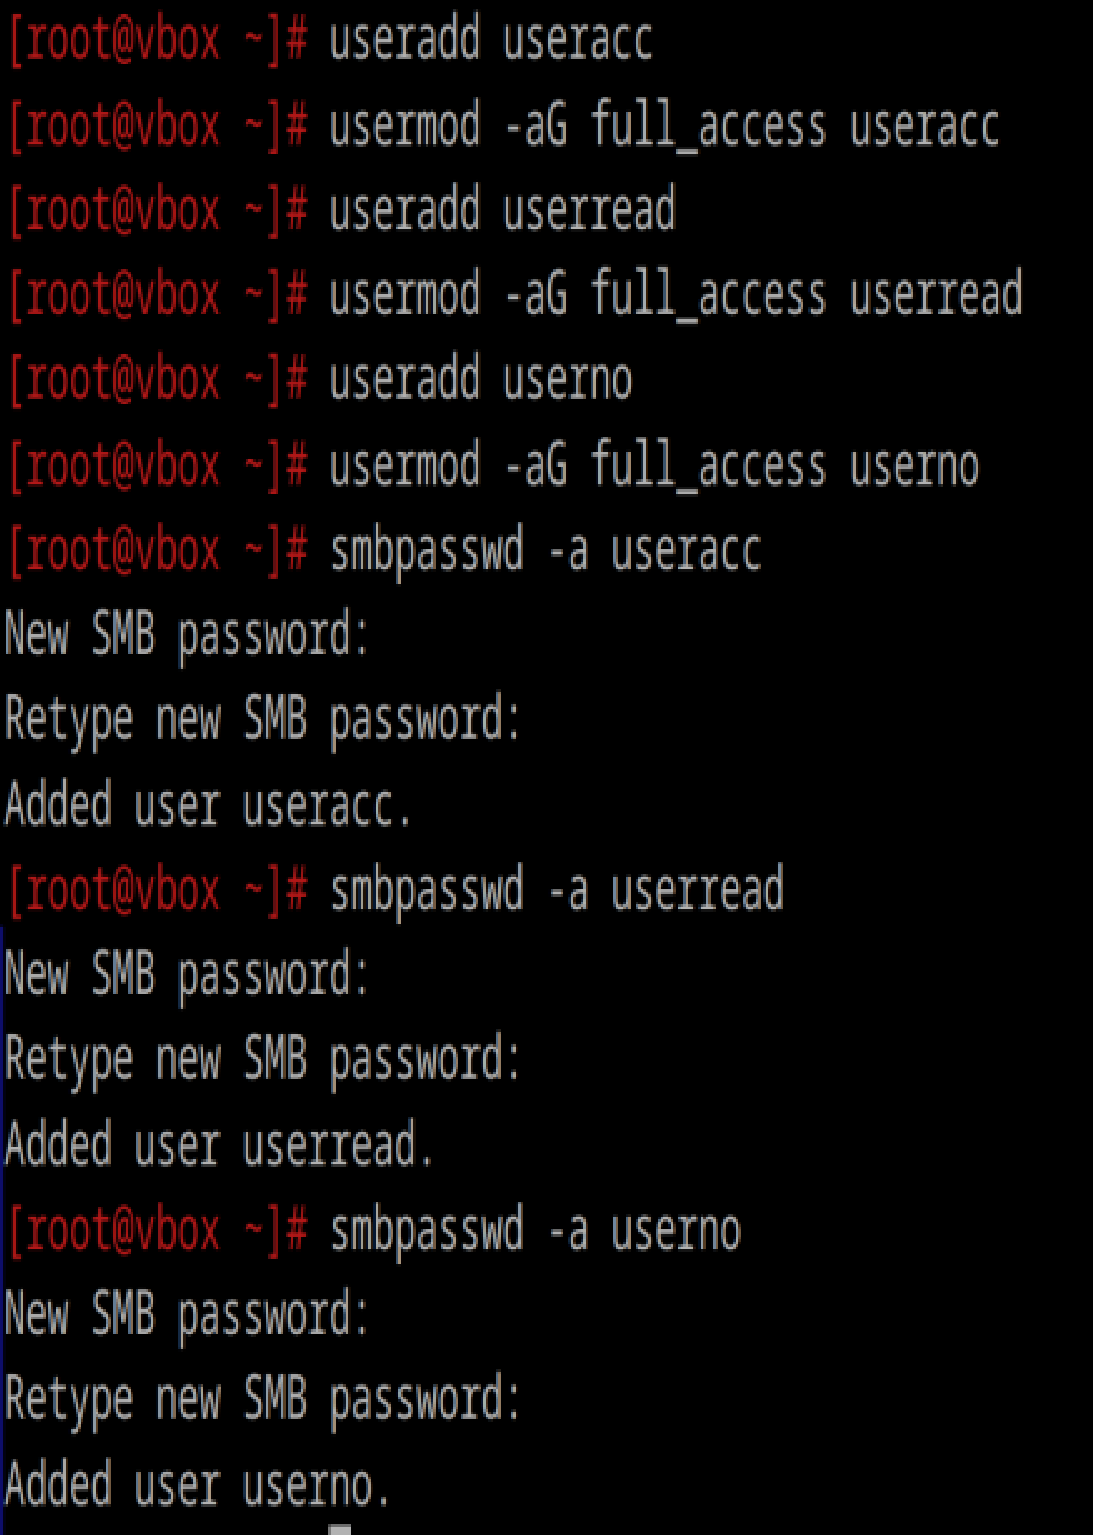 [root@vbox ~]# useradd useracc
[root@vbox ~]# usermod -aG full_access useracc
[root@vbox ~]# useradd userread
[root@vbox ~]# usermod -aG full_access userread
[root@vbox ~]# useradd userno
[root@vbox ~]# usermod -aG full_access userno
[root@vbox ~]# smbpasswd -a useracc
New SMB password:
Retype new SMB password:
Added user useracc.
[root@vbox ~]# smbpasswd -a userread
New SMB password:
Retype new SMB password:
Added user userread.
[root@vbox ~]# smbpasswd -a userno
New SMB password:
Retype new SMB password:
Added user userno.